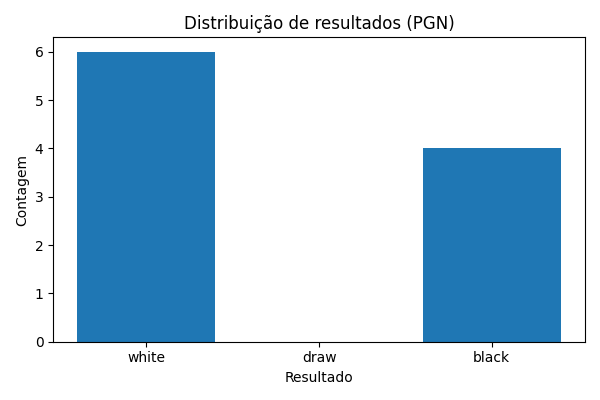 Distribuição de resultados (PGN)
Contagem
6
5
4
3
2
1
0
white draw black
Resultado